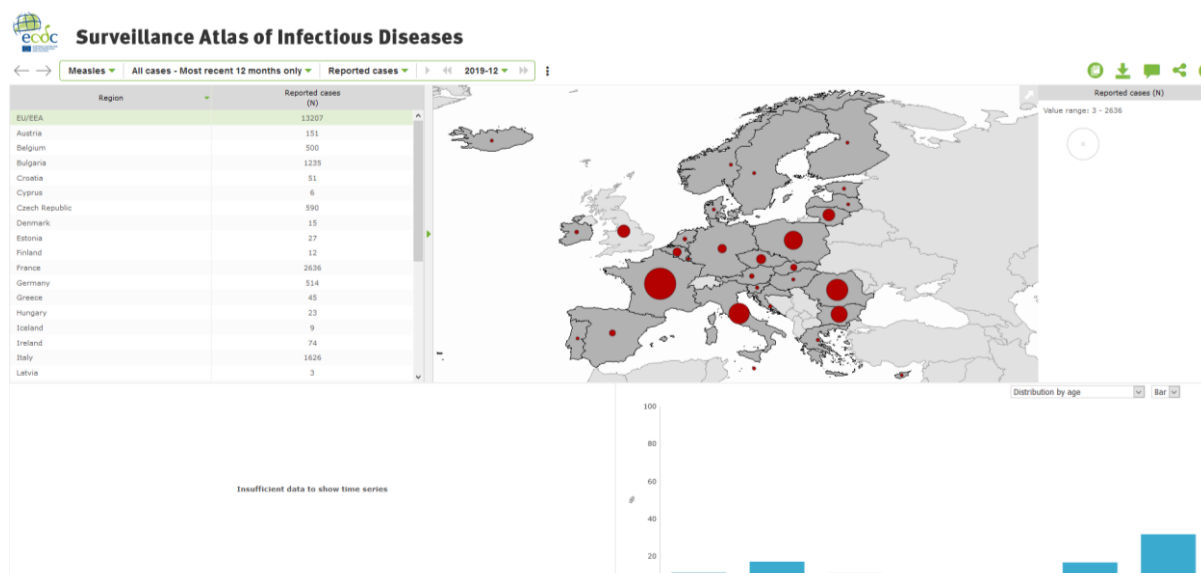 ecdc
Surveillance Atlas of Infectious Diseases
Measles All cases - Most recent 12 months only Reported cases 2019-12
Region Reported cases (N)
EU/EEA 13207
Austria 151
Belgium 500
Bulgaria 1235
Croatia 51
Cyprus 6
Czech Republic 590
Denmark 15
Estonia 27
Finland 12
France 2636
Germany 514
Greece 45
Hungary 23
Iceland 9
Ireland 74
Italy 1626
Latvia 3
Reported cases (N)
Value range: 3 - 2636
Insufficient data to show time series
Distribution by age Bar
100
80
60
%
40
20